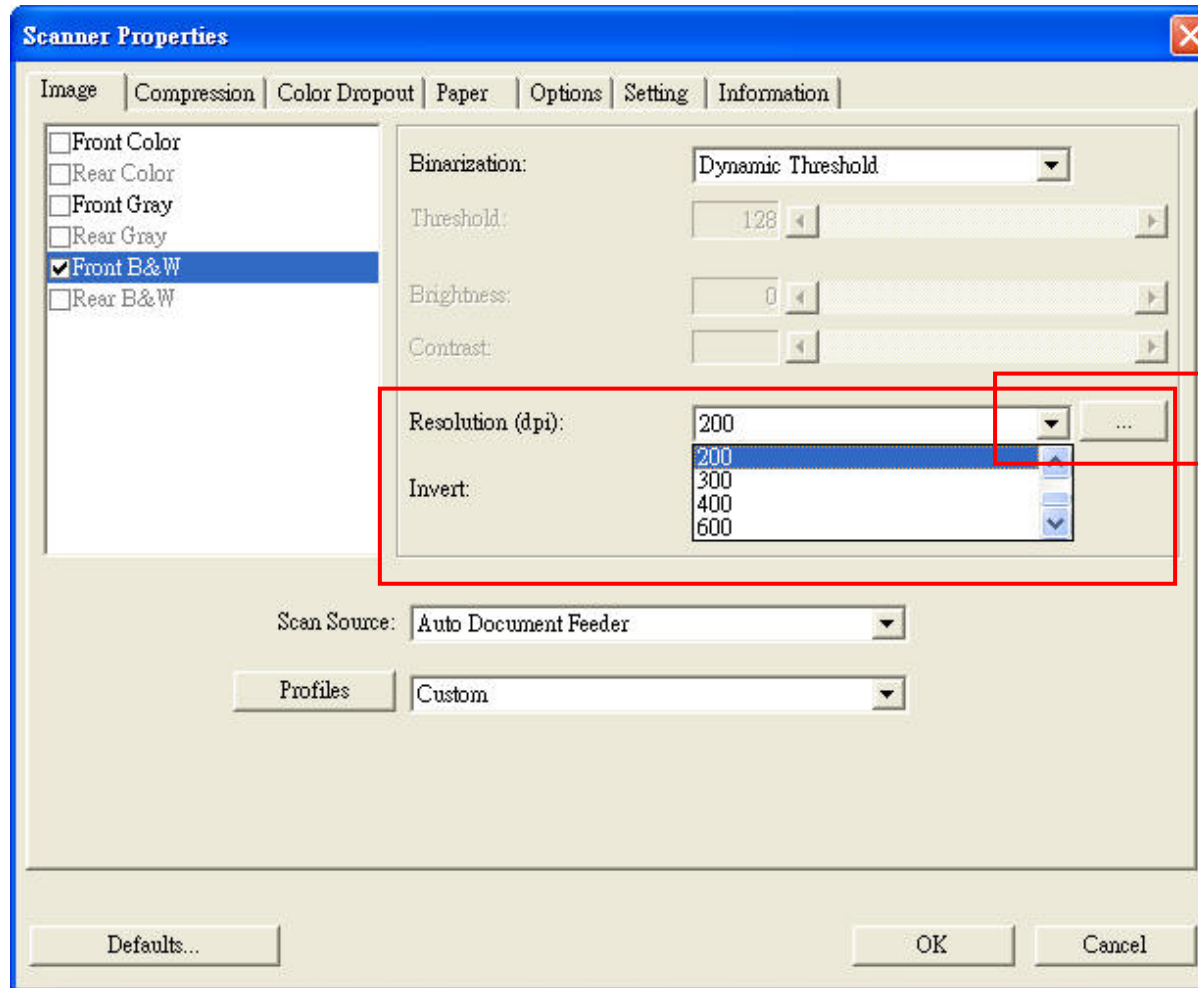 Scanner Properties
Image Compression Color Dropout Paper Options Setting Information
Front Color
Rear Color
Front Gray
Rear Gray
Front B&W
Rear B&W
Binarization: Dynamic Threshold
Threshold: 128
Brightness: 0
Contrast:
Resolution (dpi): 200 ...
200
300
400
600
Invert:
Scan Source: Auto Document Feeder
Profiles Custom
Defaults... OK Cancel